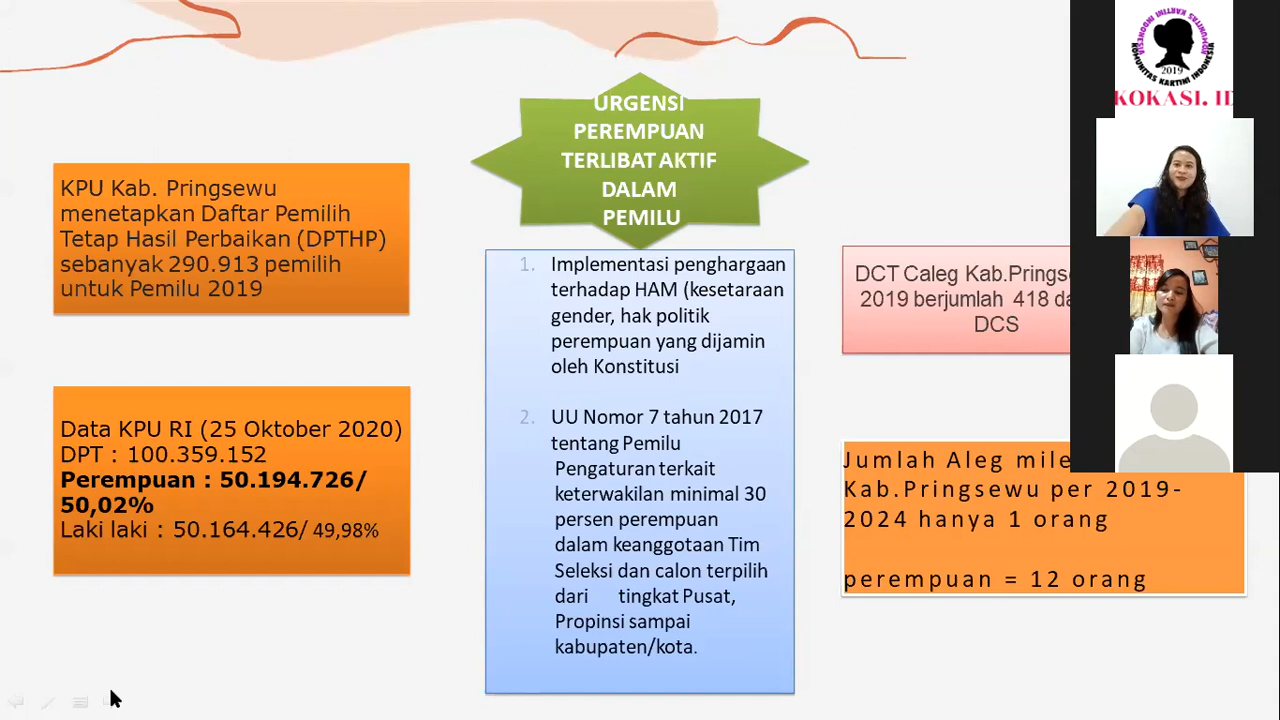 URGENSI
PEREMPUAN
TERLIBAT AKTIF
DALAM
PEMILU
KPU Kab. Pringsewu
menetapkan Daftar Pemilih
Tetap Hasil Perbaikan (DPTHP)
sebanyak 290.913 pemilih
untuk Pemilu 2019
Data KPU RI (25 Oktober 2020)
DPT : 100.359.152
Perempuan : 50.194.726/
50,02%
Laki laki : 50.164.426/ 49,98%
1. Implementasi penghargaan
terhadap HAM (kesetaraan
gender, hak politik
perempuan yang dijamin
oleh Konstitusi
2. UU Nomor 7 tahun 2017
tentang Pemilu
Pengaturan terkait
keterwakilan minimal 30
persen perempuan
dalam keanggotaan Tim
Seleksi dan calon terpilih
dari tingkat Pusat,
Propinsi sampai
kabupaten/kota.
DCT Caleg Kab.Pringse
2019 berjumlah 418 da
DCS
Jumlah Aleg mile
Kab.Pringsewu per 2019-
2024 hanya 1 orang
perempuan = 12 orang
KOMUNITAS KARTINI INDONESIA
KOMUNITAS KARTINI INDONESIA
2019
KOKASI. ID